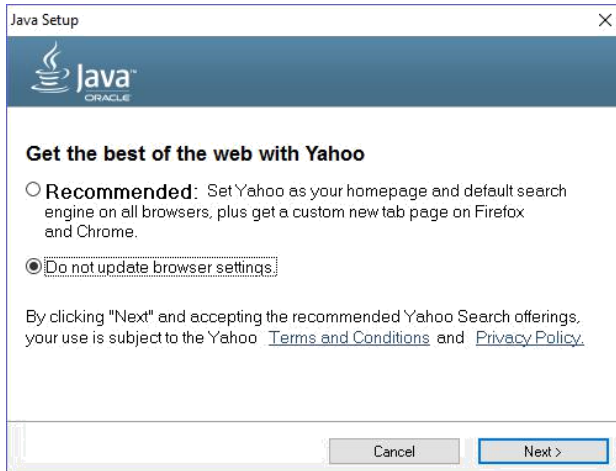 Java Setup
Java™
ORACLE
Get the best of the web with Yahoo
Recommended: Set Yahoo as your homepage and default search
engine on all browsers, plus get a custom new tab page on Firefox
and Chrome.
Do not update browser settings.
By clicking "Next" and accepting the recommended Yahoo Search offerings,
your use is subject to the Yahoo Terms and Conditions and Privacy Policy.
Cancel Next >